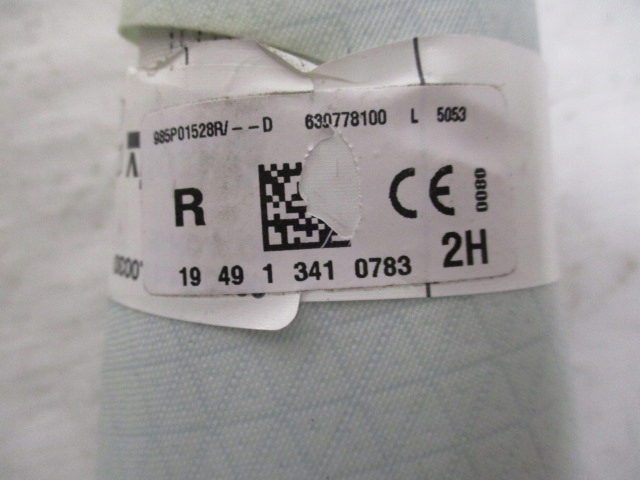 985P01528R/--D 630778100 L 5053
R CE 0080
19 49 1 341 0783 2H